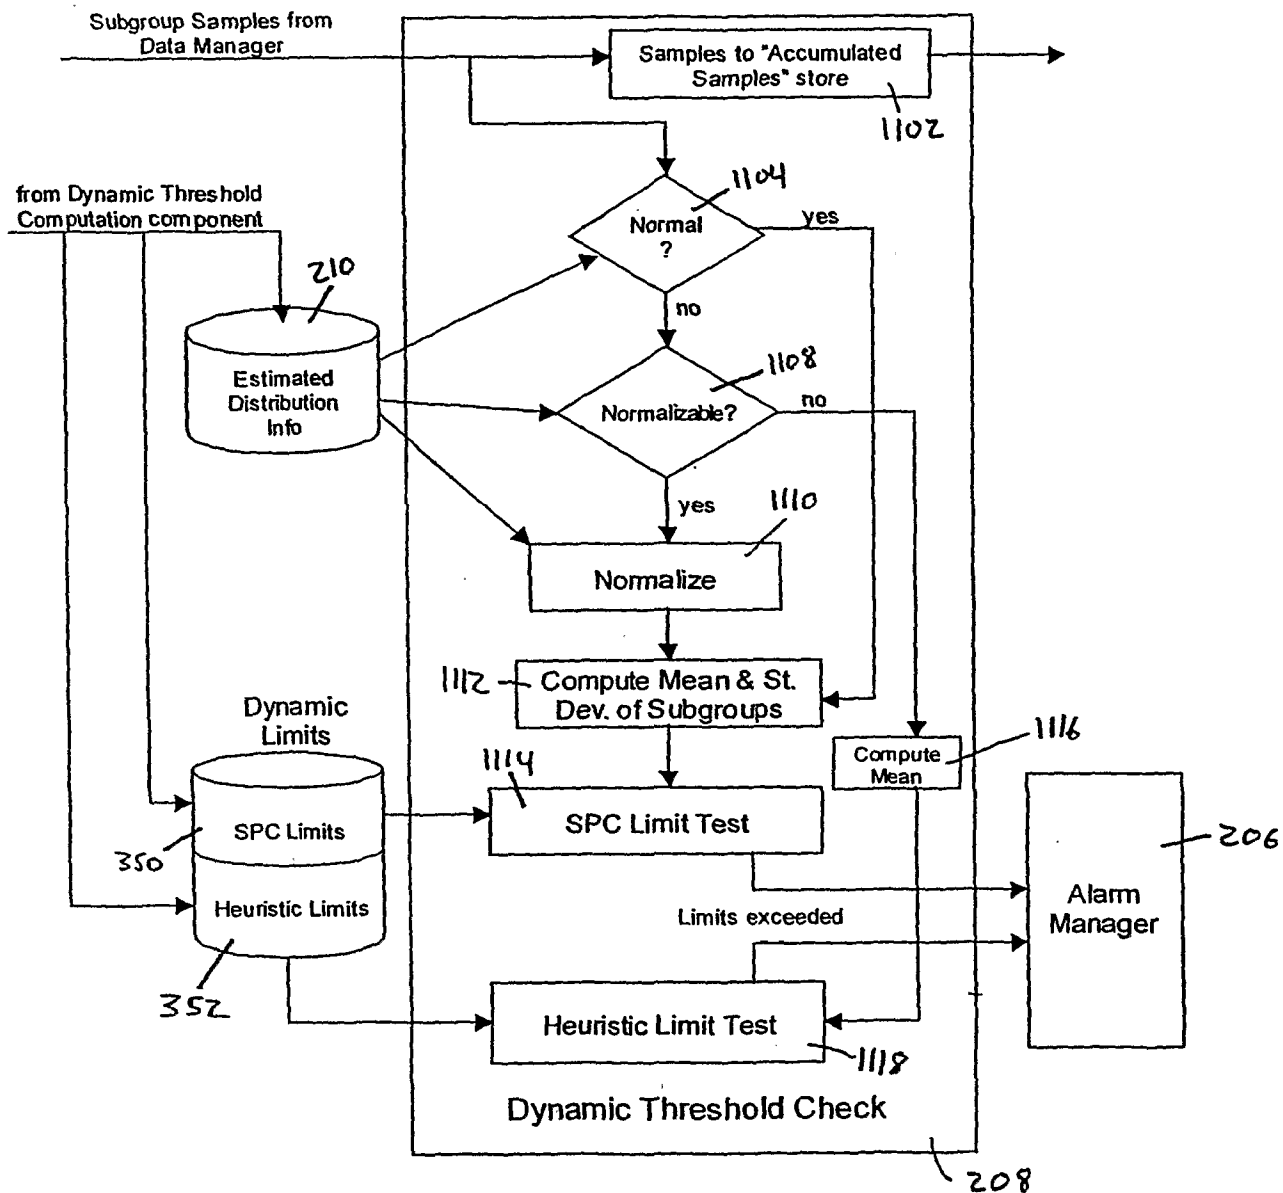 Subgroup Samples from
Data Manager
Samples to "Accumulated
Samples" store
1102
from Dynamic Threshold
Computation component
1104
Normal
?
yes
210
no
Estimated
Distribution
Info
1108
Normalizable?
no
yes
1110
Normalize
1112
Compute Mean & St.
Dev. of Subgroups
Dynamic
Limits
1116
Compute
Mean
1114
SPC Limits
SPC Limit Test
350
206
Heuristic Limits
Limits exceeded
Alarm
Manager
352
Heuristic Limit Test
1118
Dynamic Threshold Check
208